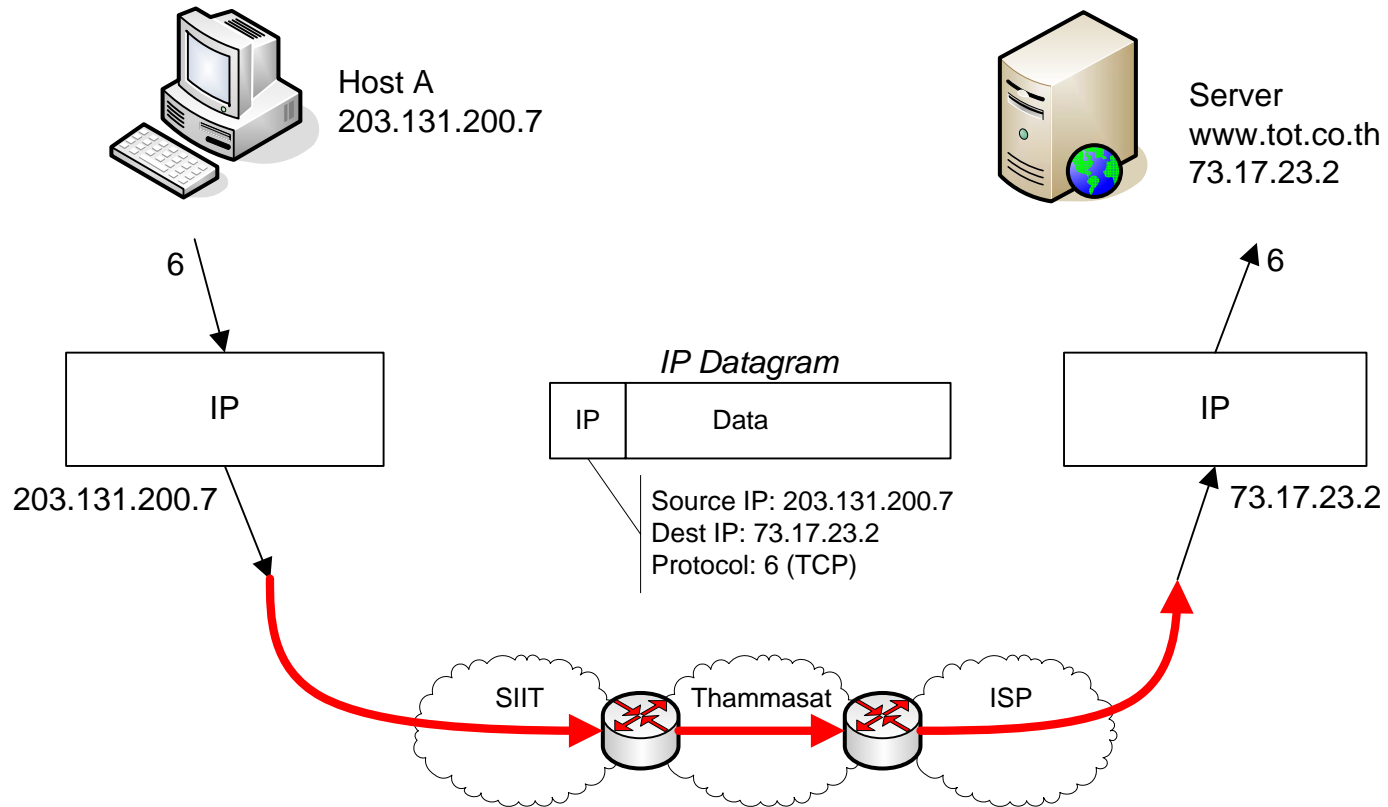 Host A
203.131.200.7
Server
www.tot.co.th
73.17.23.2
6
6
IP
IP Datagram
IP
Data
IP
203.131.200.7
Source IP: 203.131.200.7
Dest IP: 73.17.23.2
Protocol: 6 (TCP)
73.17.23.2
SIIT
Thammasat
ISP